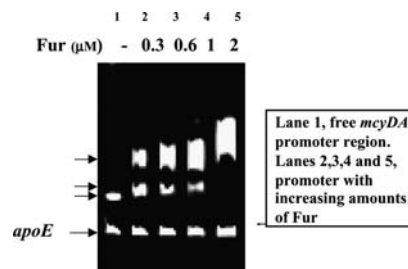 1 2 3 4 5
Fur (μM) - 0.3 0.6 1 2
Lane 1, free mcyDA
promoter region.
Lanes 2,3,4 and 5,
promoter with
increasing amounts
of Fur
apoE